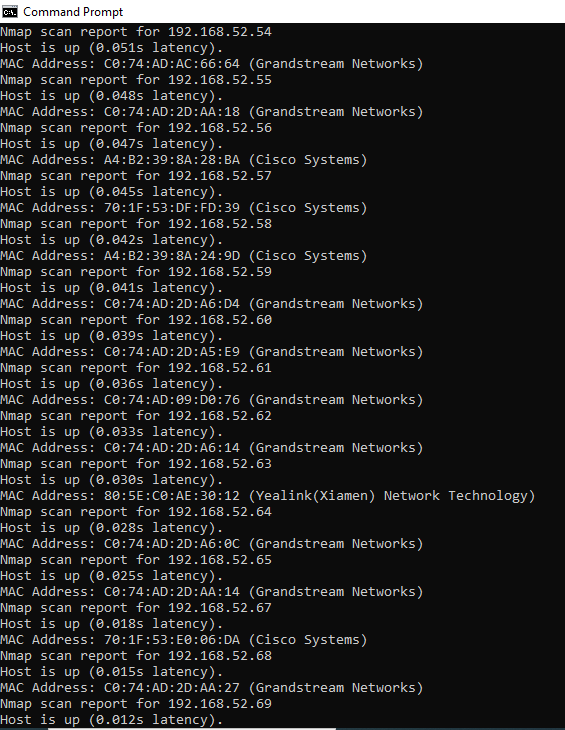 Command Prompt
Nmap scan report for 192.168.52.54
Host is up (0.051s latency).
MAC Address: C0:74:AD:AC:66:64 (Grandstream Networks)
Nmap scan report for 192.168.52.55
Host is up (0.048s latency).
MAC Address: C0:74:AD:2D:AA:18 (Grandstream Networks)
Nmap scan report for 192.168.52.56
Host is up (0.047s latency).
MAC Address: A4:B2:39:8A:28:BA (Cisco Systems)
Nmap scan report for 192.168.52.57
Host is up (0.045s latency).
MAC Address: 70:1F:53:DF:FD:39 (Cisco Systems)
Nmap scan report for 192.168.52.58
Host is up (0.042s latency).
MAC Address: A4:B2:39:8A:24:9D (Cisco Systems)
Nmap scan report for 192.168.52.59
Host is up (0.041s latency).
MAC Address: C0:74:AD:2D:A6:D4 (Grandstream Networks)
Nmap scan report for 192.168.52.60
Host is up (0.039s latency).
MAC Address: C0:74:AD:2D:A5:E9 (Grandstream Networks)
Nmap scan report for 192.168.52.61
Host is up (0.036s latency).
MAC Address: C0:74:AD:09:D0:76 (Grandstream Networks)
Nmap scan report for 192.168.52.62
Host is up (0.033s latency).
MAC Address: C0:74:AD:2D:A6:14 (Grandstream Networks)
Nmap scan report for 192.168.52.63
Host is up (0.030s latency).
MAC Address: 80:5E:C0:AE:30:12 (Yealink(Xiamen) Network Technology)
Nmap scan report for 192.168.52.64
Host is up (0.028s latency).
MAC Address: C0:74:AD:2D:A6:0C (Grandstream Networks)
Nmap scan report for 192.168.52.65
Host is up (0.025s latency).
MAC Address: C0:74:AD:2D:AA:14 (Grandstream Networks)
Nmap scan report for 192.168.52.67
Host is up (0.018s latency).
MAC Address: 70:1F:53:E0:06:DA (Cisco Systems)
Nmap scan report for 192.168.52.68
Host is up (0.015s latency).
MAC Address: C0:74:AD:2D:AA:27 (Grandstream Networks)
Nmap scan report for 192.168.52.69
Host is up (0.012s latency).